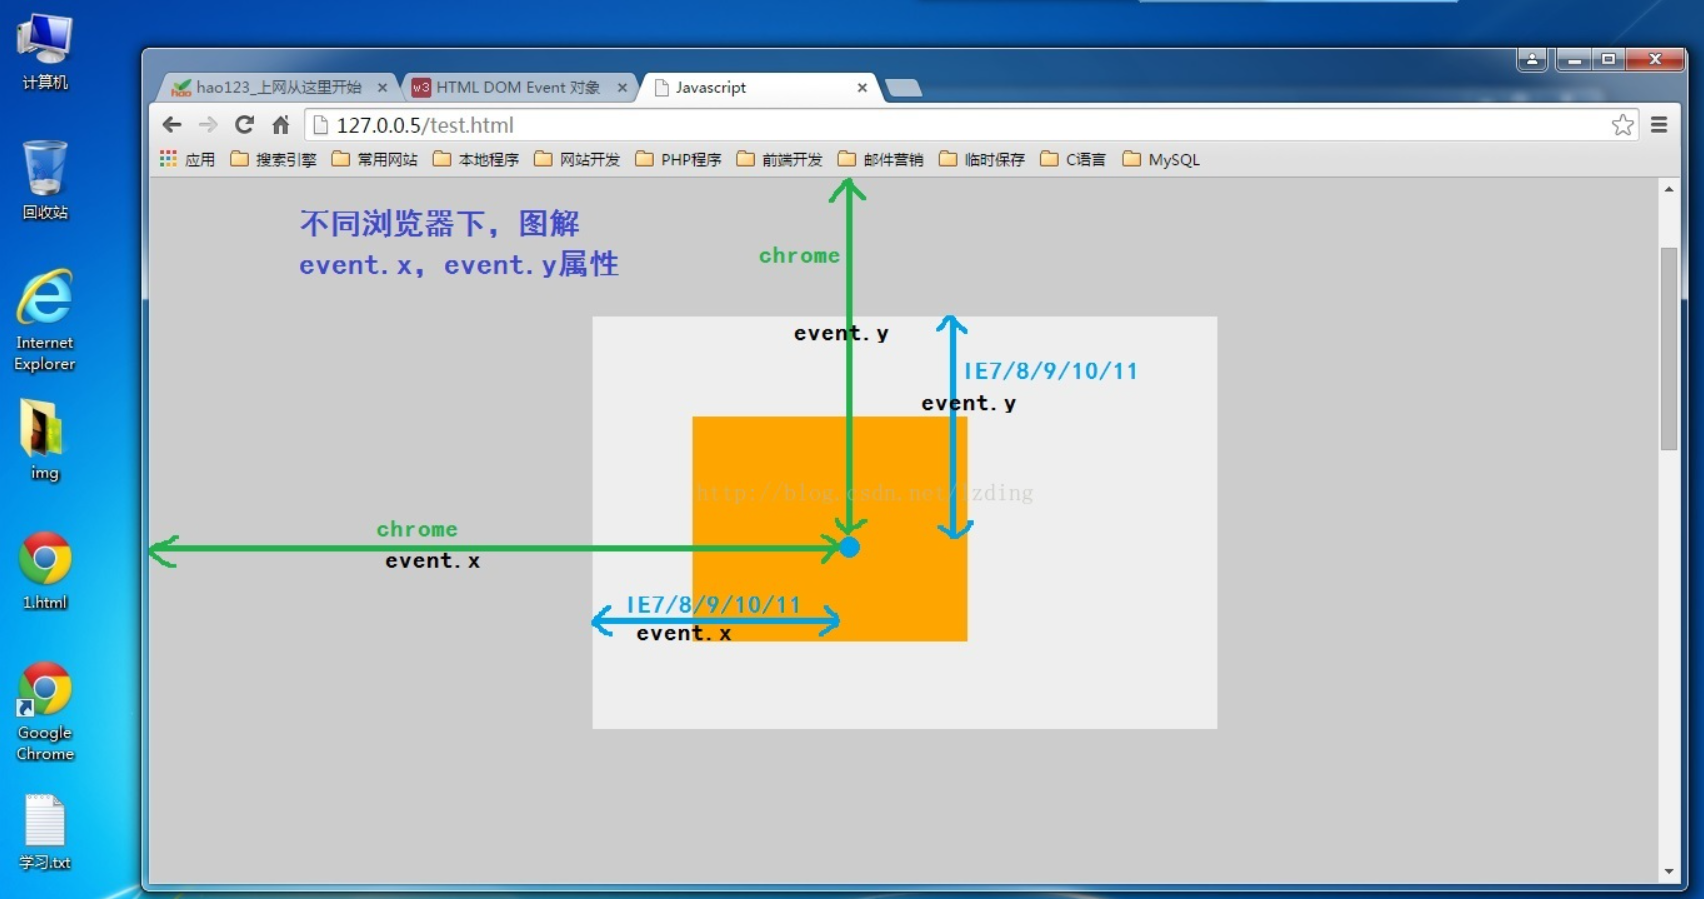 计算机
回收站
Internet
Explorer
img
1.html
Google
Chrome
学习.txt
hao123_上网从这里开始
w3 HTML DOM Event 对象
Javascript
127.0.0.5/test.html
应用 搜索引擎 常用网站 本地程序 网站开发 PHP程序 前端开发 邮件营销 临时保存 C语言 MySQL
不同浏览器下，图解
event.x，event.y属性
chrome
event.y
IE7/8/9/10/11
event.y
http://blog.csdn.net/lzding
chrome
event.x
IE7/8/9/10/11
event.x